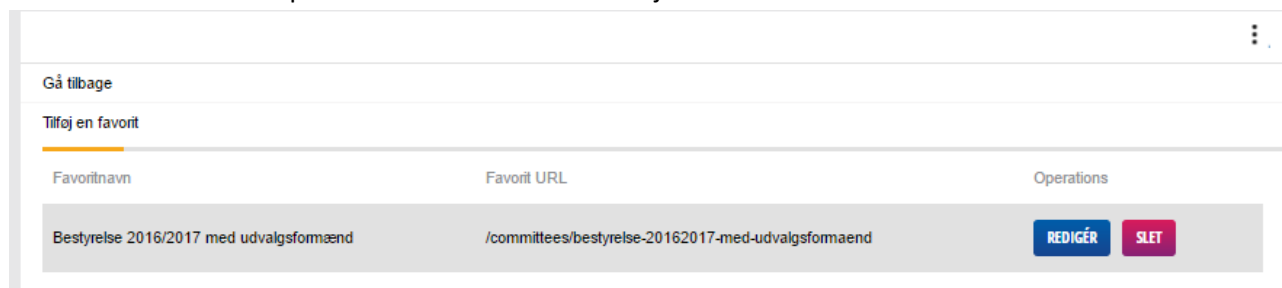 Gå tilbage
Tilføj en favorit
Favoritnavn Favorit URL Operations
Bestyrelse 2016/2017 med udvalgsformænd /committees/bestyrelse-20162017-med-udvalgsformaend REDIGÉR SLET